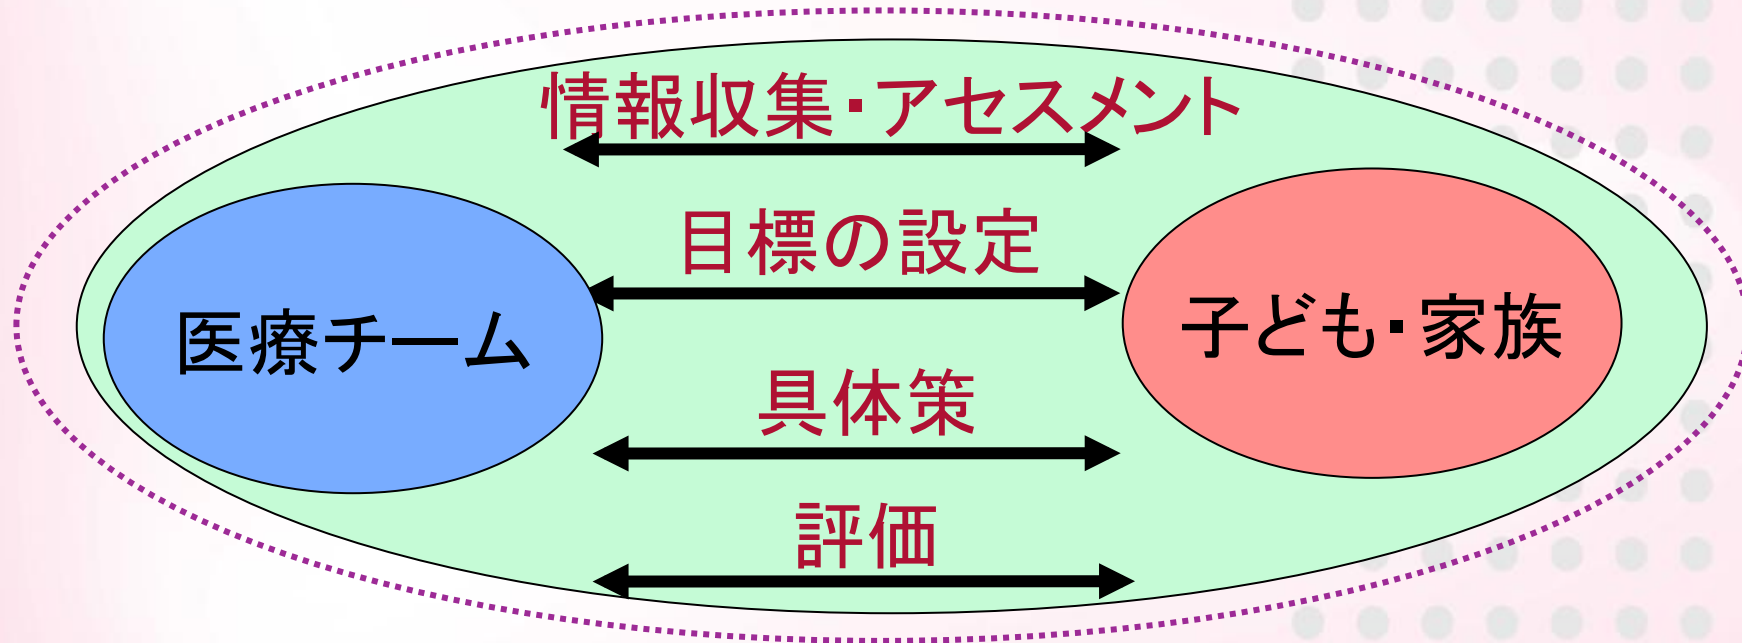 情報収集・アセスメント
目標の設定
医療チーム
子ども・家族
具体策
評価